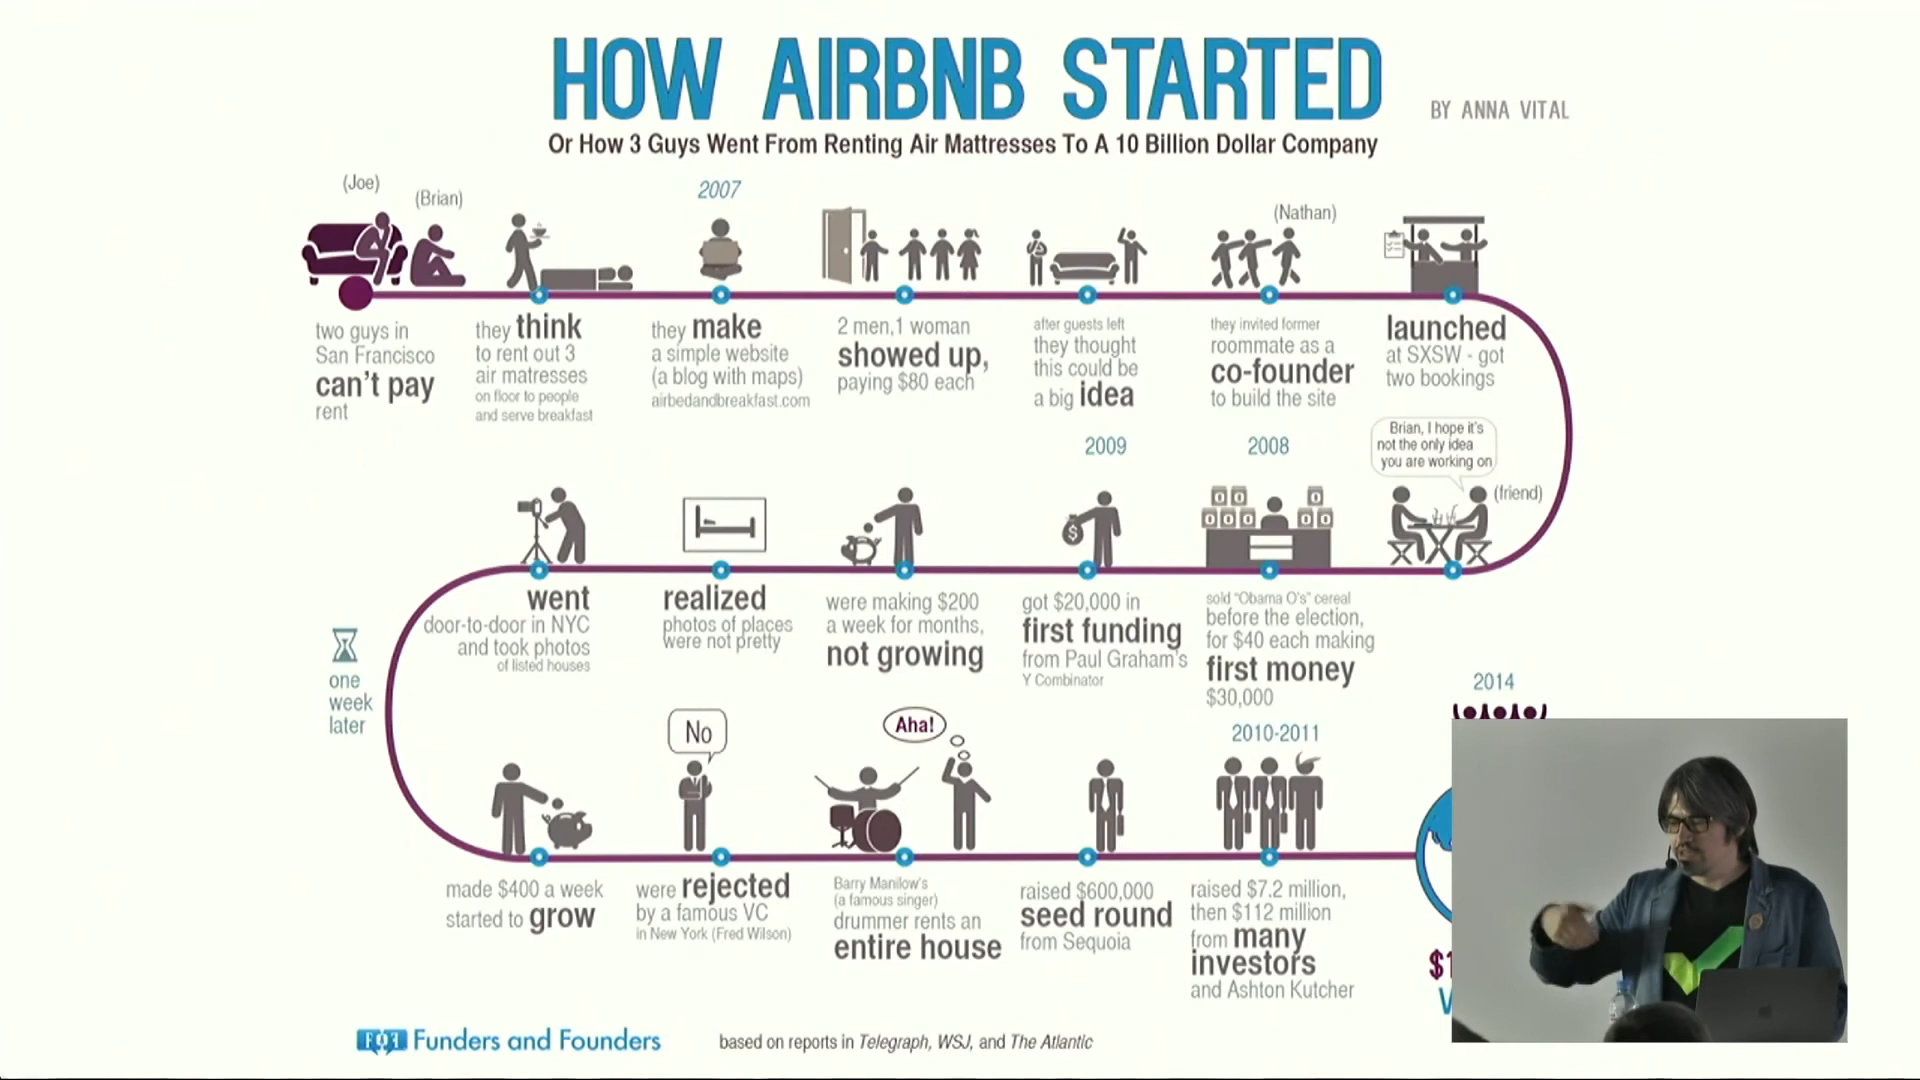 HOW AIRBNB STARTED
BY ANNA VITAL
Or How 3 Guys Went From Renting Air Mattresses To A 10 Billion Dollar Company
(Joe)
(Brian)
2007
(Nathan)
two guys in
San Francisco
can't pay
rent
they think
to rent out 3
air matresses
on floor to people
and serve breakfast
they make
a simple website
(a blog with maps)
airbedandbreakfast.com
2 men,1 woman
showed up,
paying $80 each
after guests left
they thought
this could be
a big idea
they invited former
roommate as a
co-founder
to build the site
launched
at SXSW - got
two bookings
Brian, I hope it's
not the only idea
you are working on
(friend)
2008
sold "Obama O's" cereal
before the election,
for $40 each making
first money
$30,000
2009
got $20,000 in
first funding
from Paul Graham's
Y Combinator
were making $200
a week for months,
not growing
realized
photos of places
were not pretty
went
door-to-door in NYC
and took photos
of listed houses
one
week
later
made $400 a week
started to grow
No
were rejected
by a famous VC
in New York (Fred Wilson)
Aha!
Barry Manilow's
(a famous singer)
drummer rents an
entire house
raised $600,000
seed round
from Sequoia
2010-2011
raised $7.2 million,
then $112 million
from many
investors
and Ashton Kutcher
2014
Funders and Founders
based on reports in Telegraph, WSJ, and The Atlantic